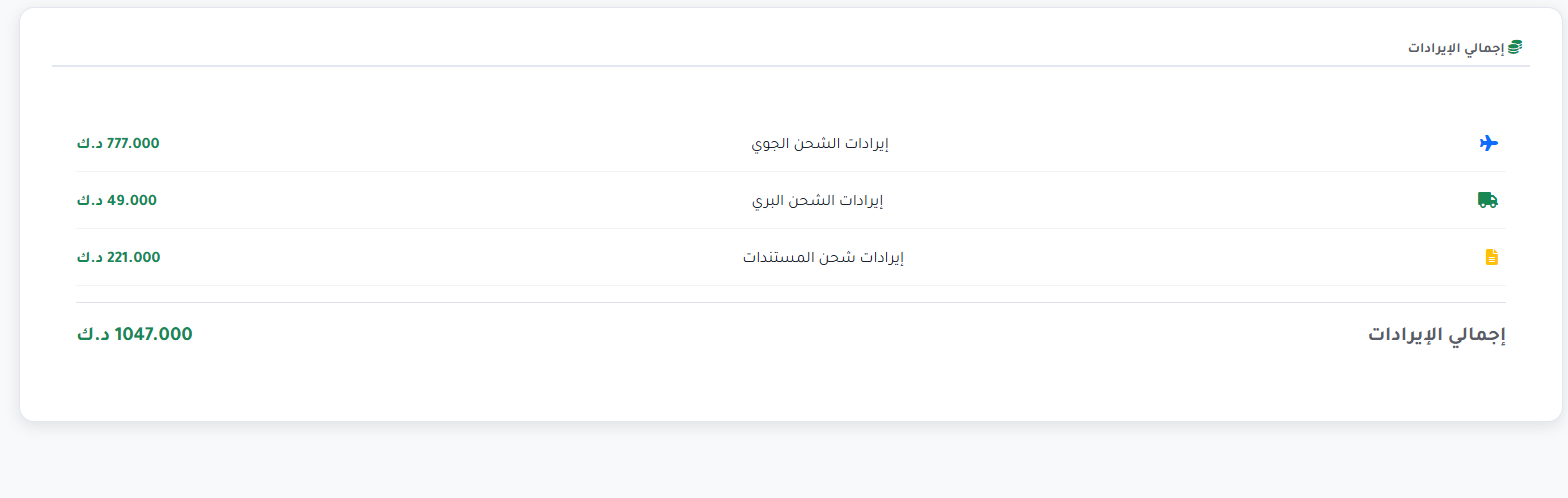 إجمالي الإيرادات
إيرادات الشحن الجوي 777.000 د.ك
إيرادات الشحن البري 49.000 د.ك
إيرادات شحن المستندات 221.000 د.ك
إجمالي الإيرادات 1047.000 د.ك